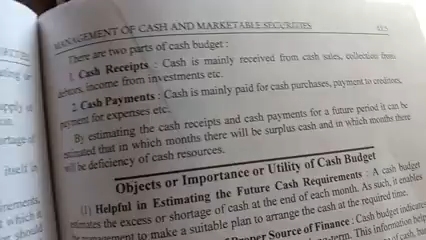 MANAGEMENT OF CASH AND MARKETABLE SECURITIES
There are two parts of cash budget :
1. Cash Receipts : Cash is mainly received from cash sales, collection from
debtors, income from investments etc.
2. Cash Payments : Cash is mainly paid for cash purchases, payment to creditors,
payment for expenses etc.
By estimating the cash receipts and cash payments for a future period it can be
estimated that in which months there will be surplus cash and in which months there
will be deficiency of cash resources.
Objects or Importance or Utility of Cash Budget
(1) Helpful in Estimating the Future Cash Requirements : A cash budget
estimates the excess or shortage of cash at the end of each month. As such, it enables
management to make a suitable plan to arrange the cash at the required time.
Proper Source of Finance : Cash budget indicates
This information help